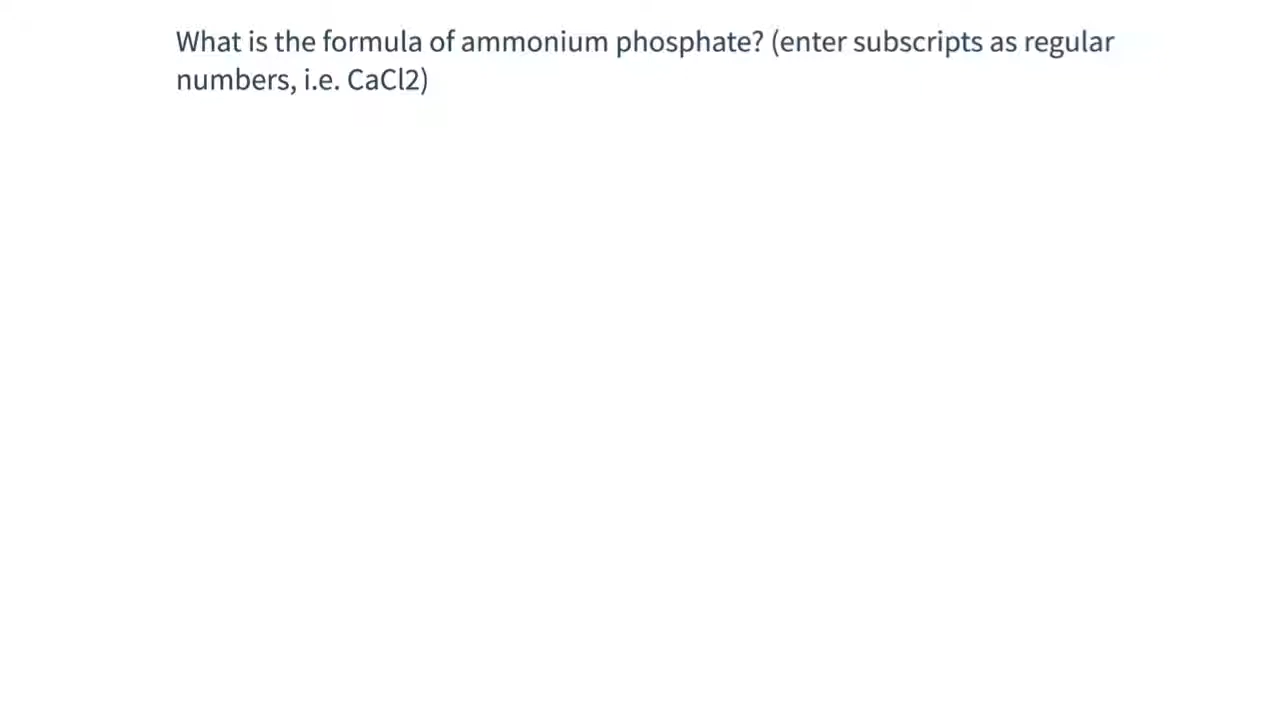 What is the formula of ammonium phosphate? (enter subscripts as regular
numbers, i.e. CaCl2)